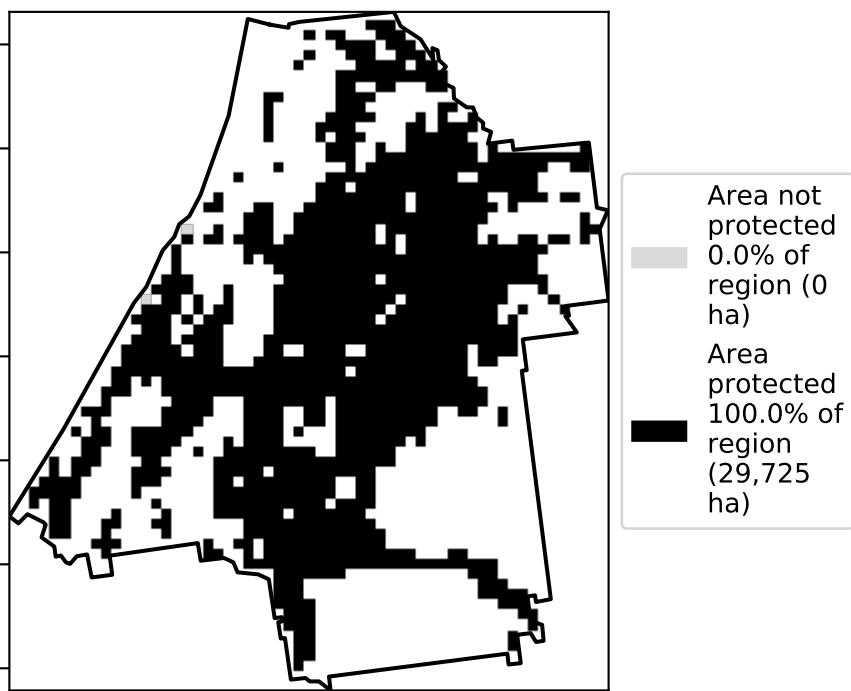 Area not
protected
0.0% of
region (0
ha)
Area
protected
100.0% of
region
(29,725
ha)